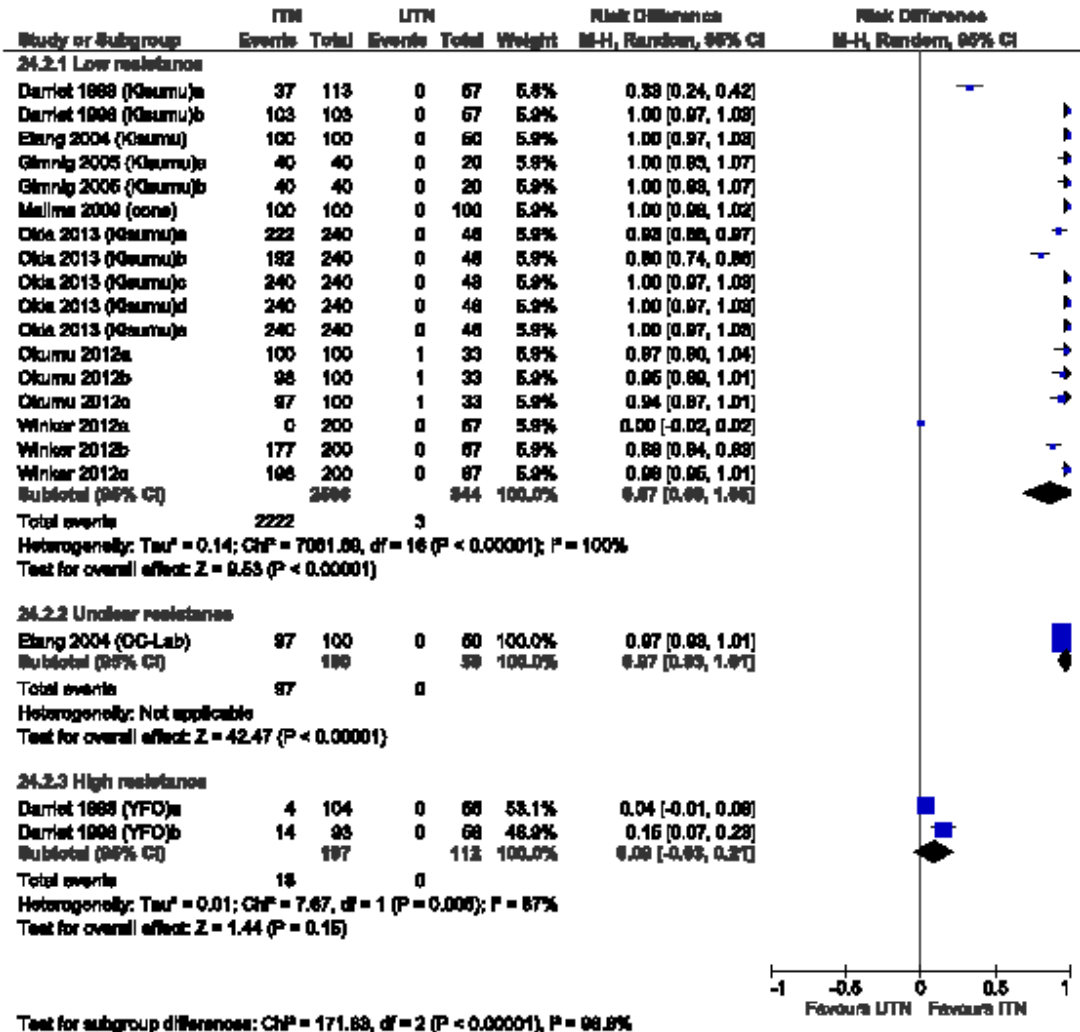 ITN UTN Risk Difference Risk Difference
Study or Subgroup Events Total Events Total Weight M-H, Random, 95% CI M-H, Random, 95% CI
24.2.1 Low resistance
Darriet 1998 (Kisumu)a 37 113 0 57 5.8% 0.33 [0.24, 0.42]
Darriet 1998 (Kisumu)b 103 103 0 57 5.9% 1.00 [0.97, 1.03]
Etang 2004 (Kisumu) 100 100 0 50 5.9% 1.00 [0.97, 1.03]
Gimnig 2005 (Kisumu)a 40 40 0 20 5.9% 1.00 [0.93, 1.07]
Gimnig 2005 (Kisumu)b 40 40 0 20 5.9% 1.00 [0.93, 1.07]
Malima 2009 (cone) 100 100 0 100 5.9% 1.00 [0.98, 1.02]
Okia 2013 (Kisumu)a 222 240 0 48 5.9% 0.93 [0.88, 0.97]
Okia 2013 (Kisumu)b 192 240 0 48 5.9% 0.80 [0.74, 0.86]
Okia 2013 (Kisumu)c 240 240 0 48 5.9% 1.00 [0.97, 1.03]
Okia 2013 (Kisumu)d 240 240 0 48 5.9% 1.00 [0.97, 1.03]
Okia 2013 (Kisumu)e 240 240 0 48 5.9% 1.00 [0.97, 1.03]
Okumu 2012a 100 100 1 33 5.9% 0.97 [0.90, 1.04]
Okumu 2012b 98 100 1 33 5.9% 0.95 [0.89, 1.01]
Okumu 2012c 97 100 1 33 5.9% 0.94 [0.87, 1.01]
Winkler 2012a 0 200 0 67 5.9% 0.00 [-0.02, 0.02]
Winkler 2012b 177 200 0 67 5.9% 0.89 [0.84, 0.93]
Winkler 2012c 196 200 0 67 5.9% 0.98 [0.95, 1.01]
Subtotal (95% CI) 844 100.0%
Total events 2222 3
Heterogeneity: Tau² = 0.14; Chi² = 7061.69, df = 16 (P < 0.00001); I² = 100%
Test for overall effect: Z = 9.53 (P < 0.00001)
24.2.2 Unclear resistance
Etang 2004 (OC-Lab) 97 100 0 50 100.0% 0.97 [0.93, 1.01]
Subtotal (95% CI) 100 50 100.0% 0.97 [0.93, 1.01]
Total events 97 0
Heterogeneity: Not applicable
Test for overall effect: Z = 42.47 (P < 0.00001)
24.2.3 High resistance
Darriet 1998 (YFO)a 4 104 0 56 53.1% 0.04 [-0.01, 0.08]
Darriet 1998 (YFO)b 14 93 0 56 46.9% 0.15 [0.07, 0.23]
Subtotal (95% CI) 197 112 100.0% 0.09 [-0.03, 0.21]
Total events 18 0
Heterogeneity: Tau² = 0.01; Chi² = 7.67, df = 1 (P = 0.006); I² = 87%
Test for overall effect: Z = 1.44 (P = 0.15)
-1 -0.5 0 0.5 1
Favours UTN Favours ITN
Test for subgroup differences: Chi² = 171.63, df = 2 (P < 0.00001), I² = 98.8%